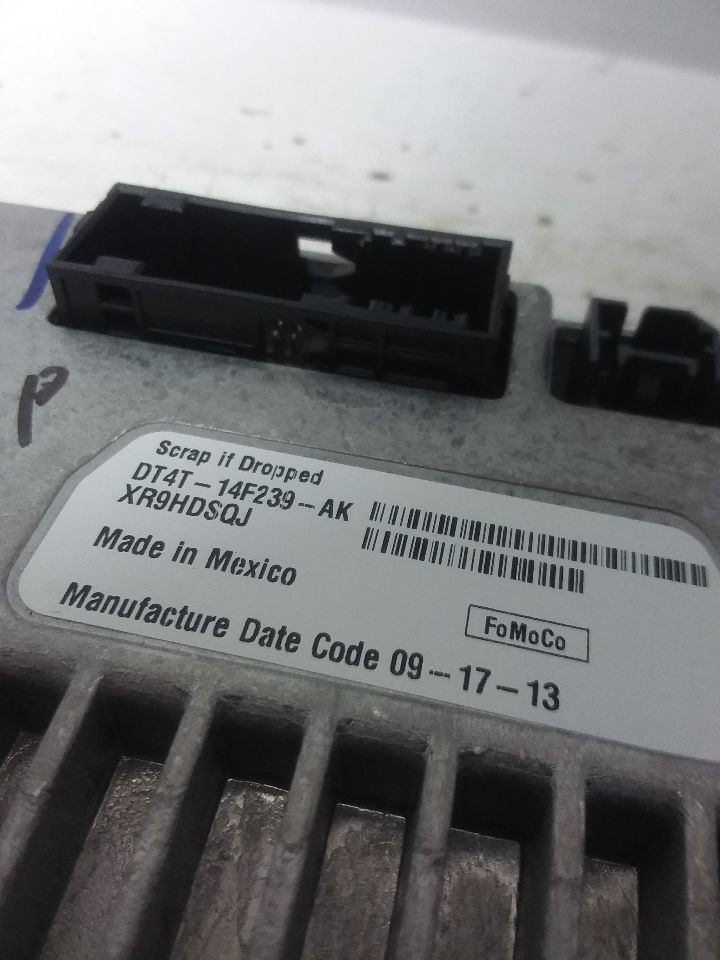 P
Scrap if Dropped
DT4T-14F239-AK
XR9HDSQJ
Made in Mexico
FoMoCo
Manufacture Date Code 09-17-13